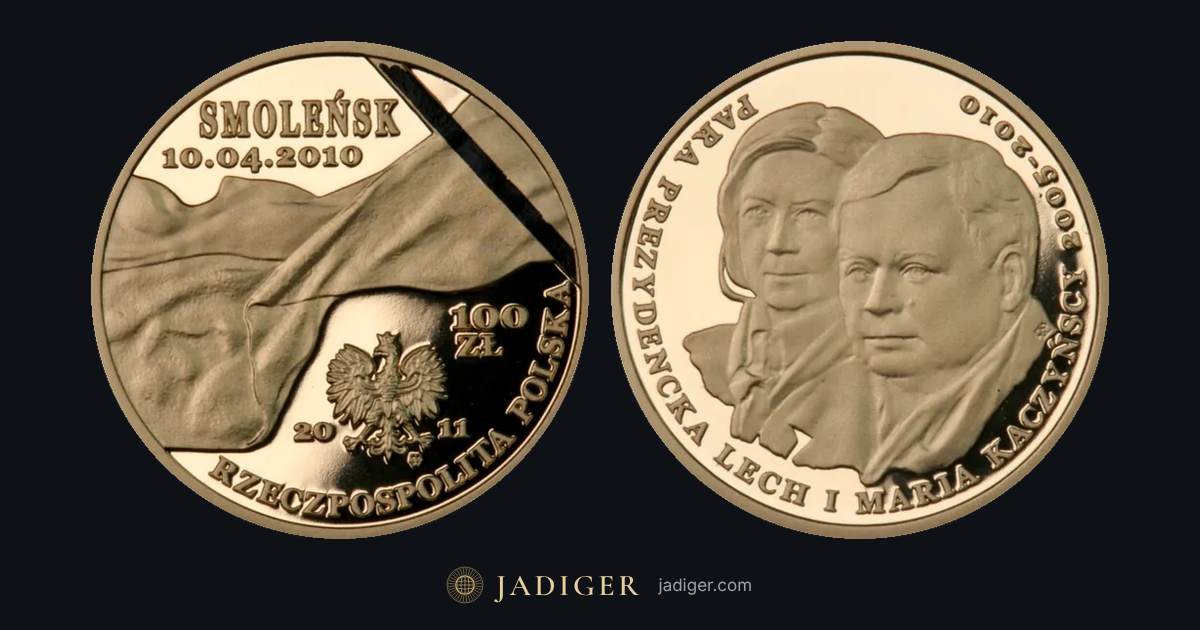 SMOLEŃSK
10.04.2010
100
ZŁ
20 11
RZECZPOSPOLITA POLSKA
PARA PREZYDENCKA LECH I MARIA KACZYŃSCY 2005-2010
JADIGER jadiger.com